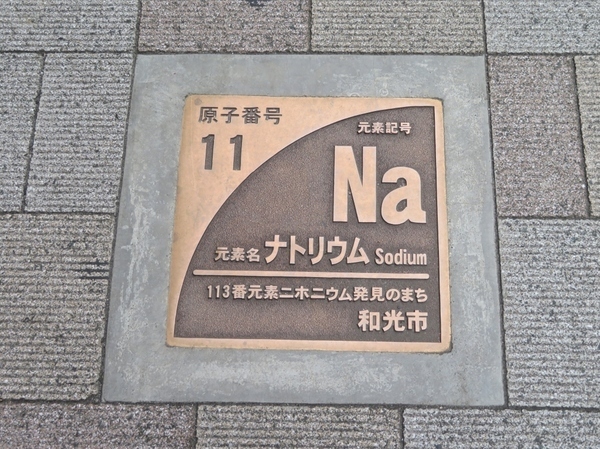 原子番号
11
元素記号
Na
元素名 ナトリウム Sodium
113番元素ニホニウム発見のまち
和光市